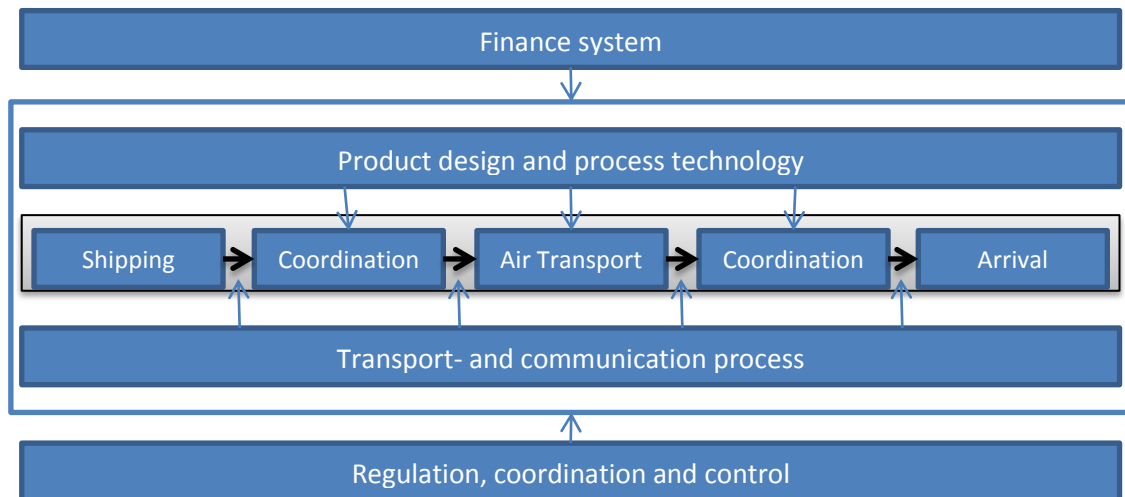 Finance system
Product design and process technology
Shipping
Coordination
Air Transport
Coordination
Arrival
Transport- and communication process
Regulation, coordination and control